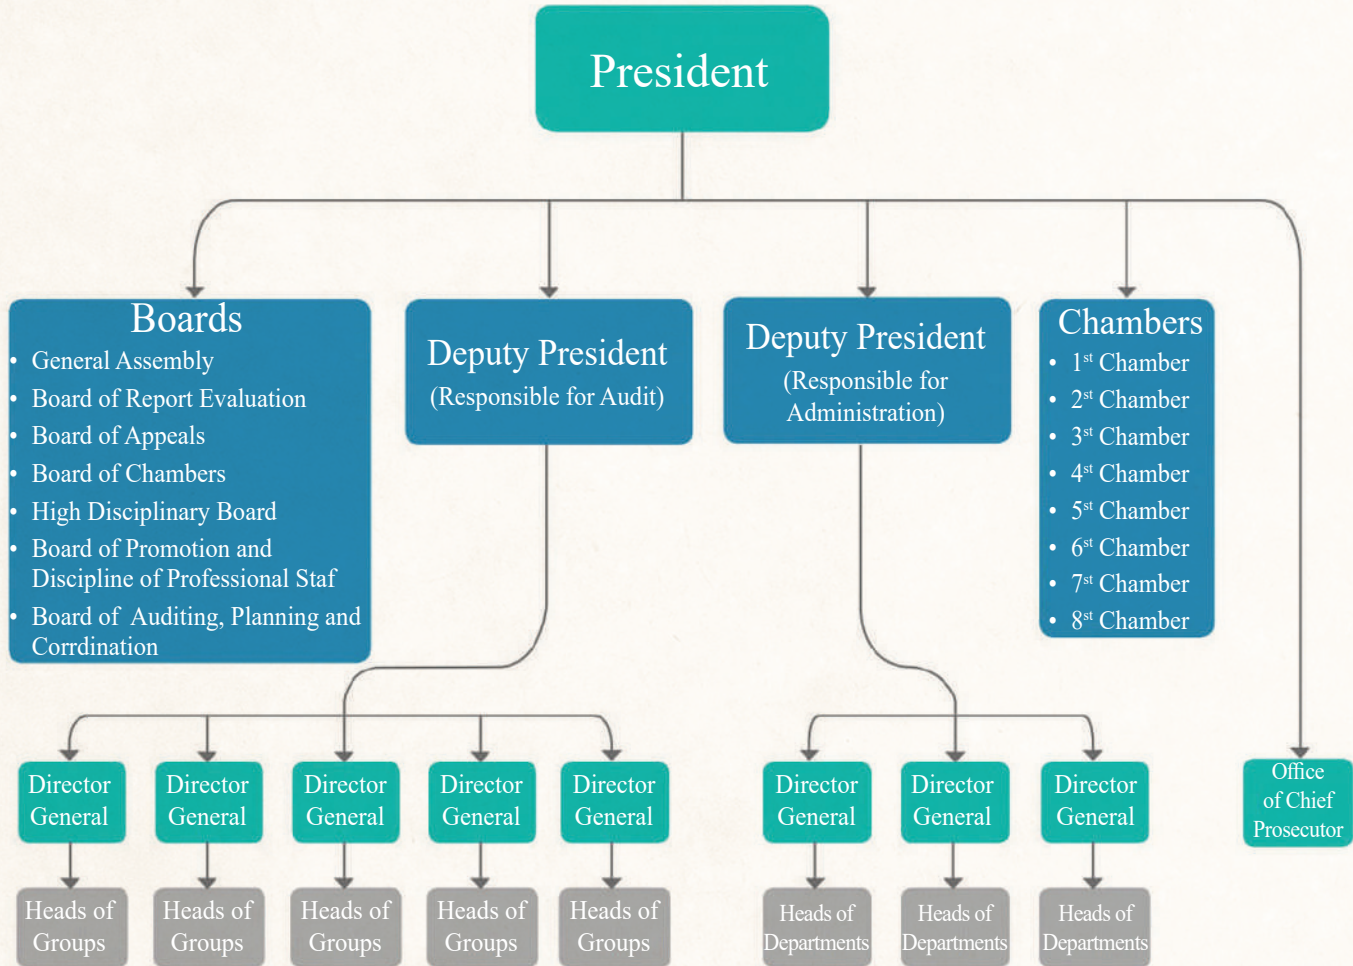 President
Boards
• General Assembly
• Board of Report Evaluation
• Board of Appeals
• Board of Chambers
• High Disciplinary Board
• Board of Promotion and
Discipline of Professional Staf
• Board of Auditing, Planning and
Corrdination
Deputy President
(Responsible for Audit)
Deputy President
(Responsible for
Administration)
Chambers
• 1st Chamber
• 2st Chamber
• 3st Chamber
• 4st Chamber
• 5st Chamber
• 6st Chamber
• 7st Chamber
• 8st Chamber
Director
General
Director
General
Director
General
Director
General
Director
General
Director
General
Director
General
Director
General
Office
of Chief
Prosecutor
Heads of
Groups
Heads of
Groups
Heads of
Groups
Heads of
Groups
Heads of
Groups
Heads of
Departments
Heads of
Departments
Heads of
Departments